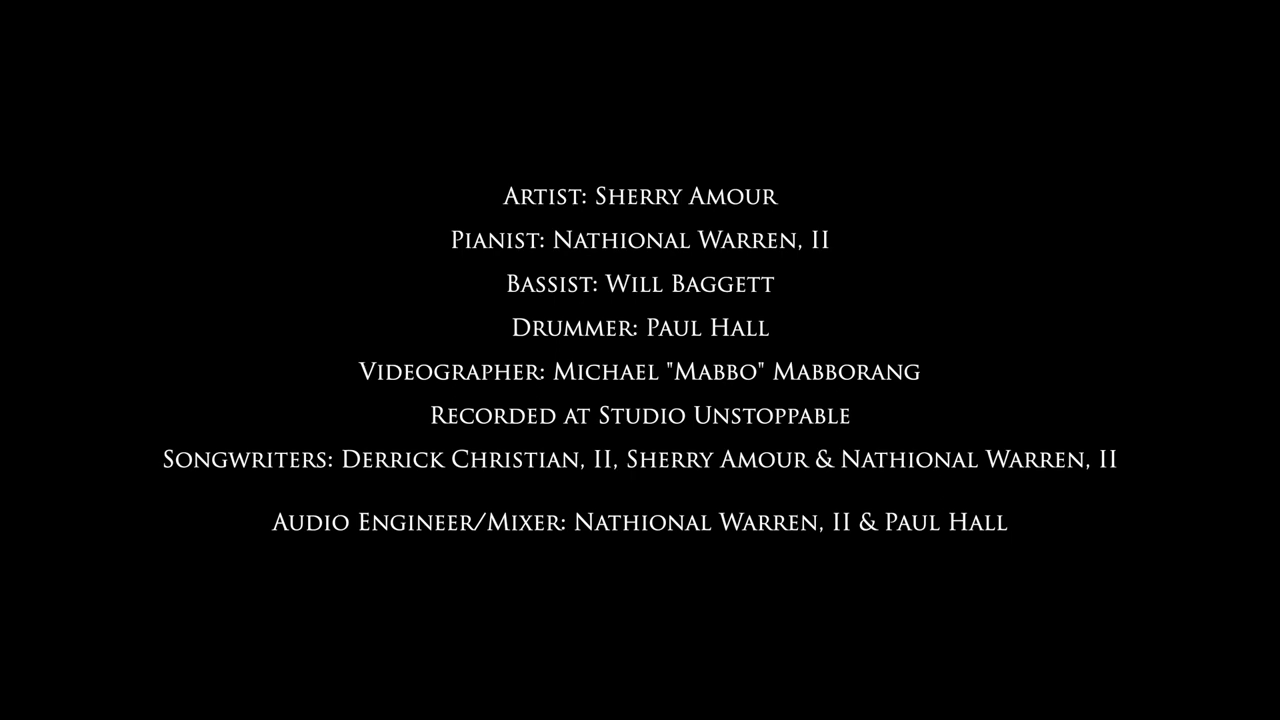 Artist: Sherry Amour
Pianist: Nathional Warren, II
Bassist: Will Baggett
Drummer: Paul Hall
Videographer: Michael "Mabbo" Mabborang
Recorded at Studio Unstoppable
Songwriters: Derrick Christian, II, Sherry Amour & Nathional Warren, II
Audio Engineer/Mixer: Nathional Warren, II & Paul Hall